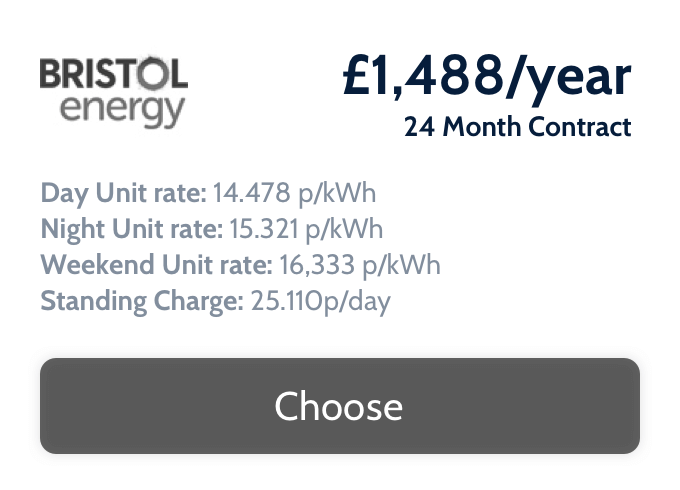 BRISTOL
energy
£1,488/year
24 Month Contract
Day Unit rate: 14.478 p/kWh
Night Unit rate: 15.321 p/kWh
Weekend Unit rate: 16,333 p/kWh
Standing Charge: 25.110p/day
Choose